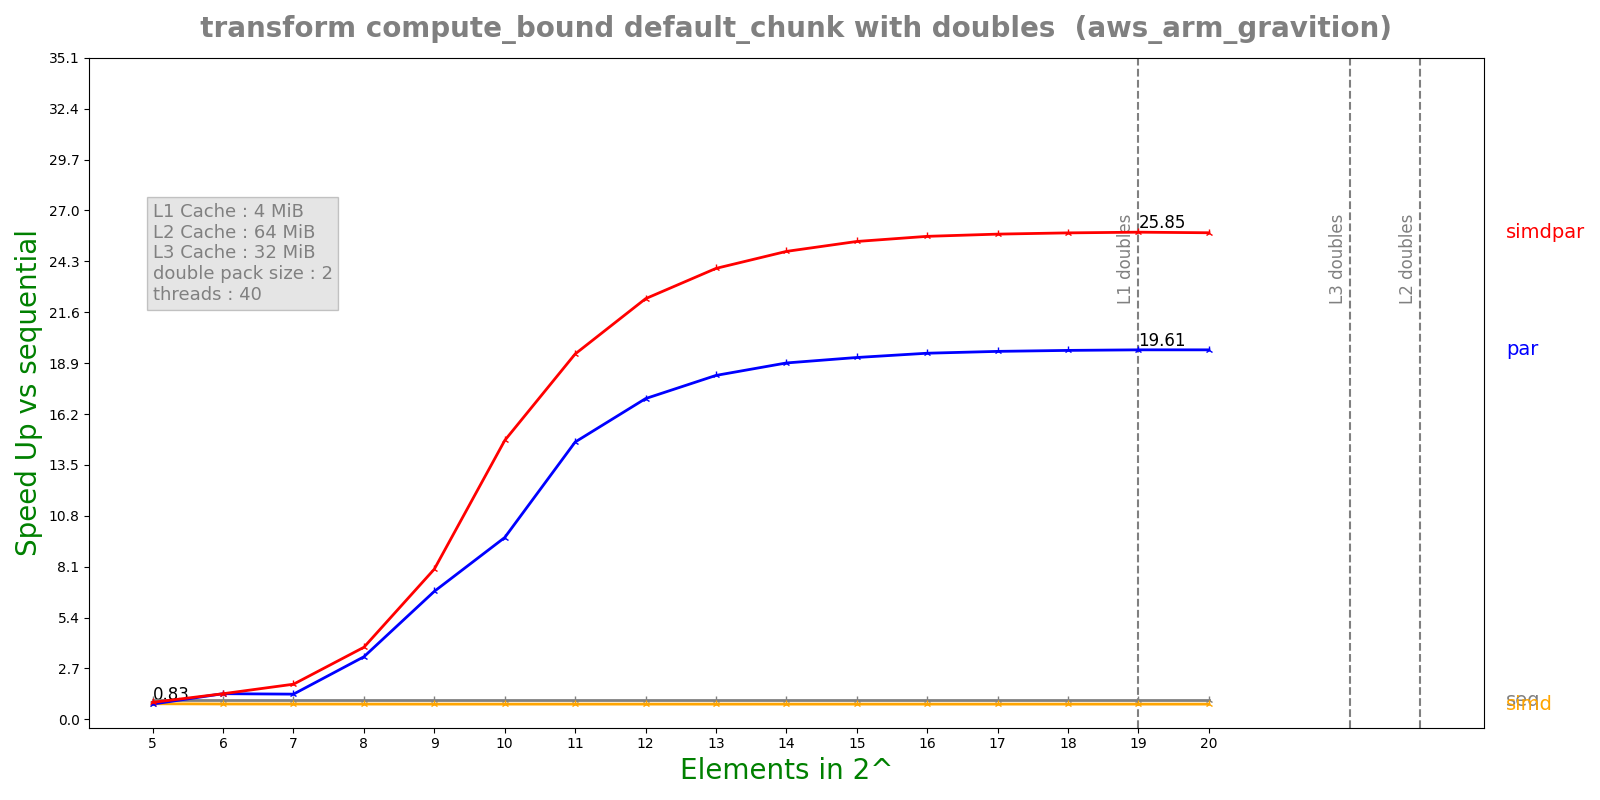 transform compute_bound default_chunk with doubles  (aws_arm_gravition)
Speed Up vs sequential
35.1
32.4
29.7
27.0
24.3
21.6
18.9
16.2
13.5
10.8
8.1
5.4
2.7
0.0
L1 Cache : 4 MiB
L2 Cache : 64 MiB
L3 Cache : 32 MiB
double pack size : 2
threads : 40
0.83
25.85
19.61
L1 doubles
L3 doubles
L2 doubles
simdpar
par
seq
simd
5 6 7 8 9 10 11 12 13 14 15 16 17 18 19 20
Elements in 2^